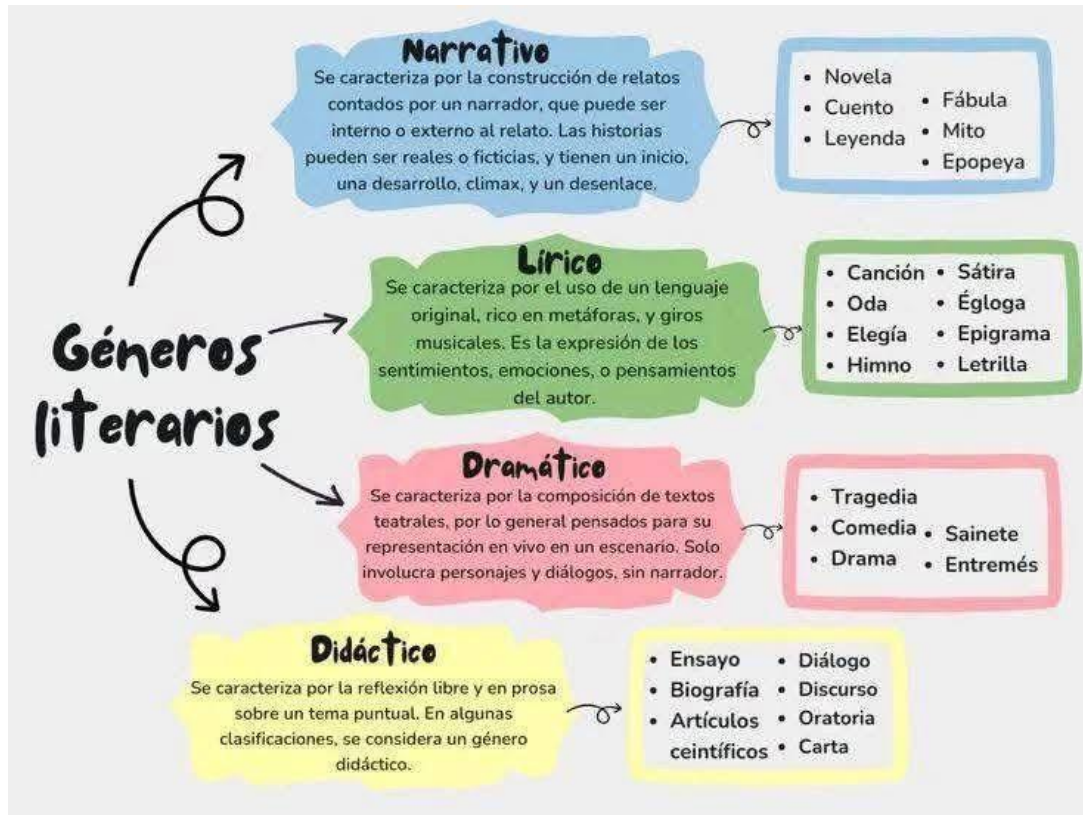 Géneros
literarios
Narrativo
Se caracteriza por la construcción de relatos
contados por un narrador, que puede ser
interno o externo al relato. Las historias
pueden ser reales o ficticias, y tienen un inicio,
una desarrollo, climax, y un desenlace.
• Novela
• Cuento
• Leyenda
• Fábula
• Mito
• Epopeya
Lírico
Se caracteriza por el uso de un lenguaje
original, rico en metáforas, y giros
musicales. Es la expresión de los
sentimientos, emociones, o pensamientos
del autor.
• Canción
• Oda
• Elegía
• Himno
• Sátira
• Égloga
• Epigrama
• Letrilla
Dramático
Se caracteriza por la composición de textos
teatrales, por lo general pensados para su
representación en vivo en un escenario. Solo
involucra personajes y diálogos, sin narrador.
• Tragedia
• Comedia
• Drama
• Sainete
• Entremés
Didáctico
Se caracteriza por la reflexión libre y en prosa
sobre un tema puntual. En algunas
clasificaciones, se considera un género
didáctico.
• Ensayo
• Biografía
• Artículos
ceintíficos
• Diálogo
• Discurso
• Oratoria
• Carta